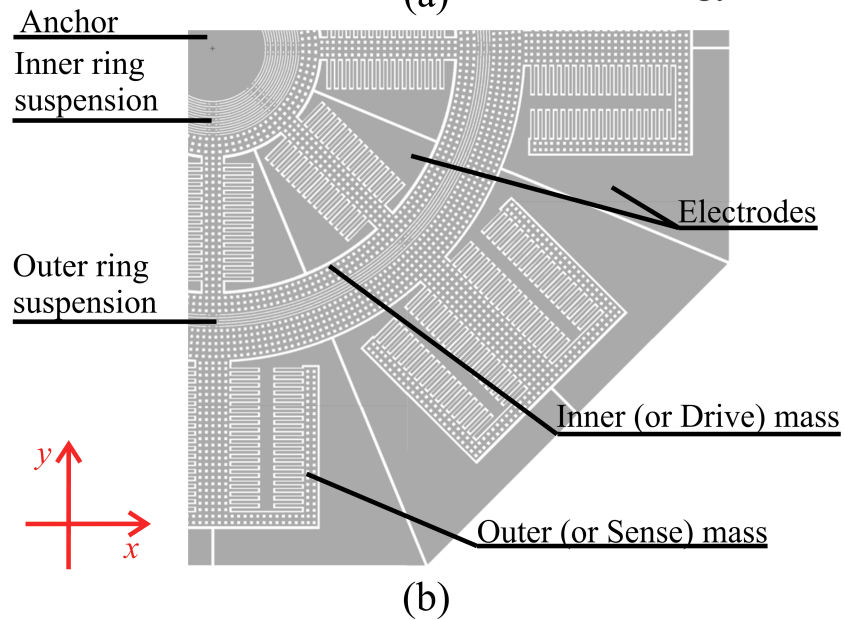 (a)
Anchor
Inner ring
suspension
Electrodes
Outer ring
suspension
Inner (or Drive) mass
y
x
Outer (or Sense) mass
(b)